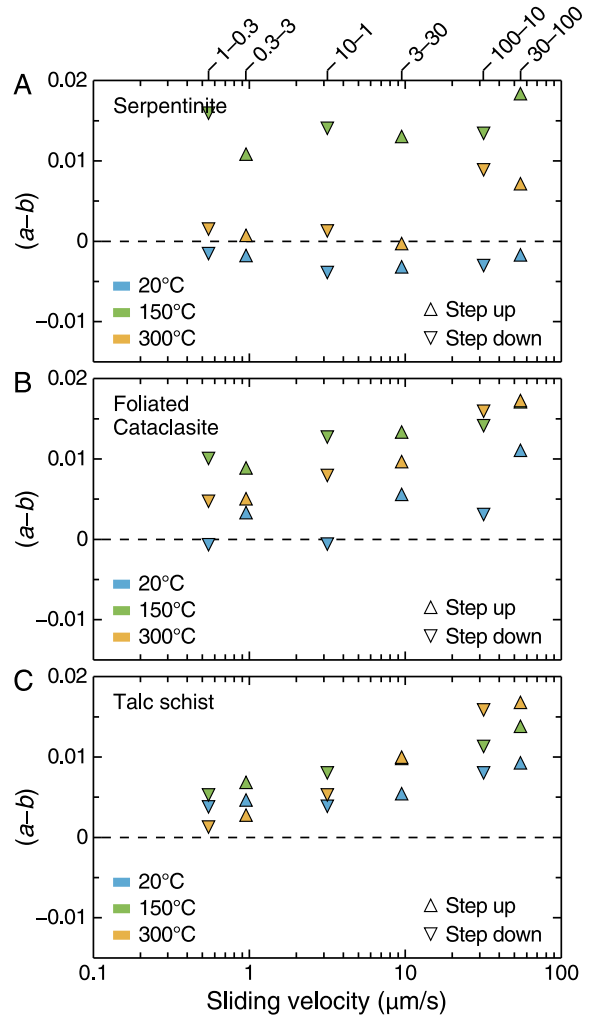 1–0.3
0.3–3
10–1
3–30
100–10
30–100
A
0.02
Serpentinite
0.01
(a–b)
0
20°C
150°C
300°C
Step up
Step down
−0.01
B
0.02
Foliated
Cataclasite
0.01
(a–b)
0
20°C
150°C
300°C
Step up
Step down
−0.01
C
0.02
Talc schist
0.01
(a–b)
0
20°C
150°C
300°C
Step up
Step down
−0.01
0.1
1
10
100
Sliding velocity (μm/s)